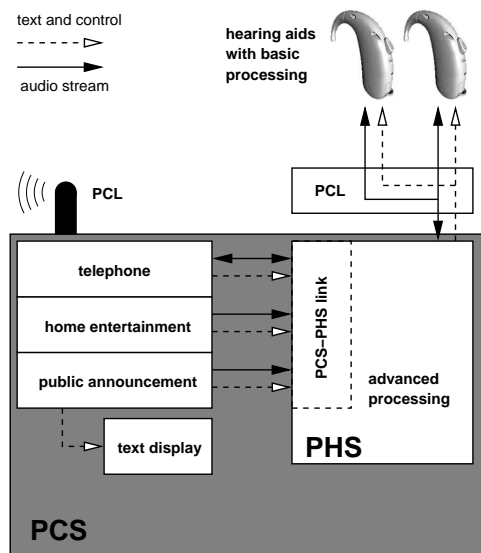 text and control
audio stream
hearing aids
with basic
processing
PCL
PCL
telephone
home entertainment
public announcement
text display
PCS–PHS link
advanced
processing
PHS
PCS